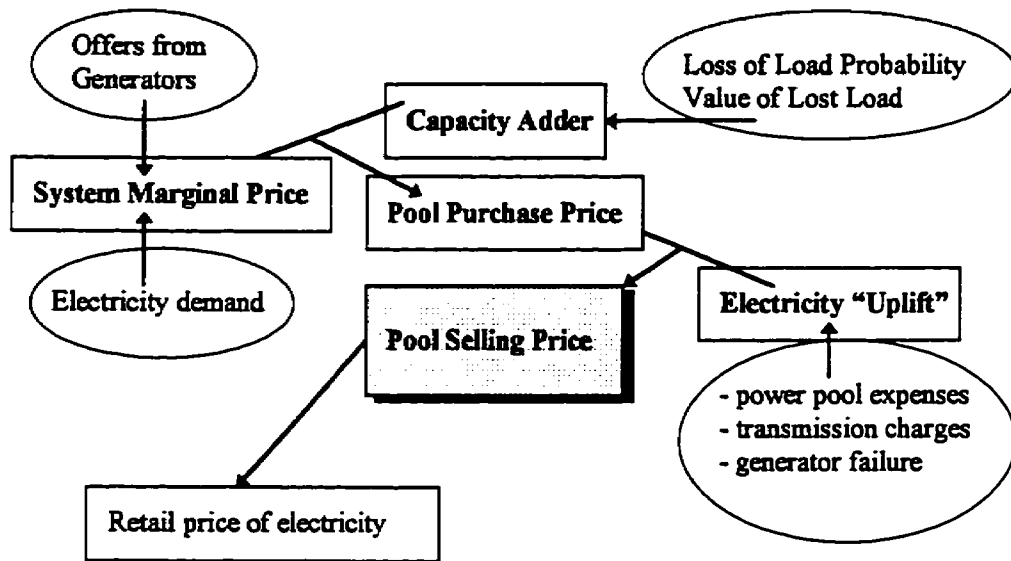 Offers from
Generators
Loss of Load Probability
Value of Lost Load
Capacity Adder
System Marginal Price
Pool Purchase Price
Electricity demand
Electricity “Uplift”
Pool Selling Price
- power pool expenses
- transmission charges
- generator failure
Retail price of electricity